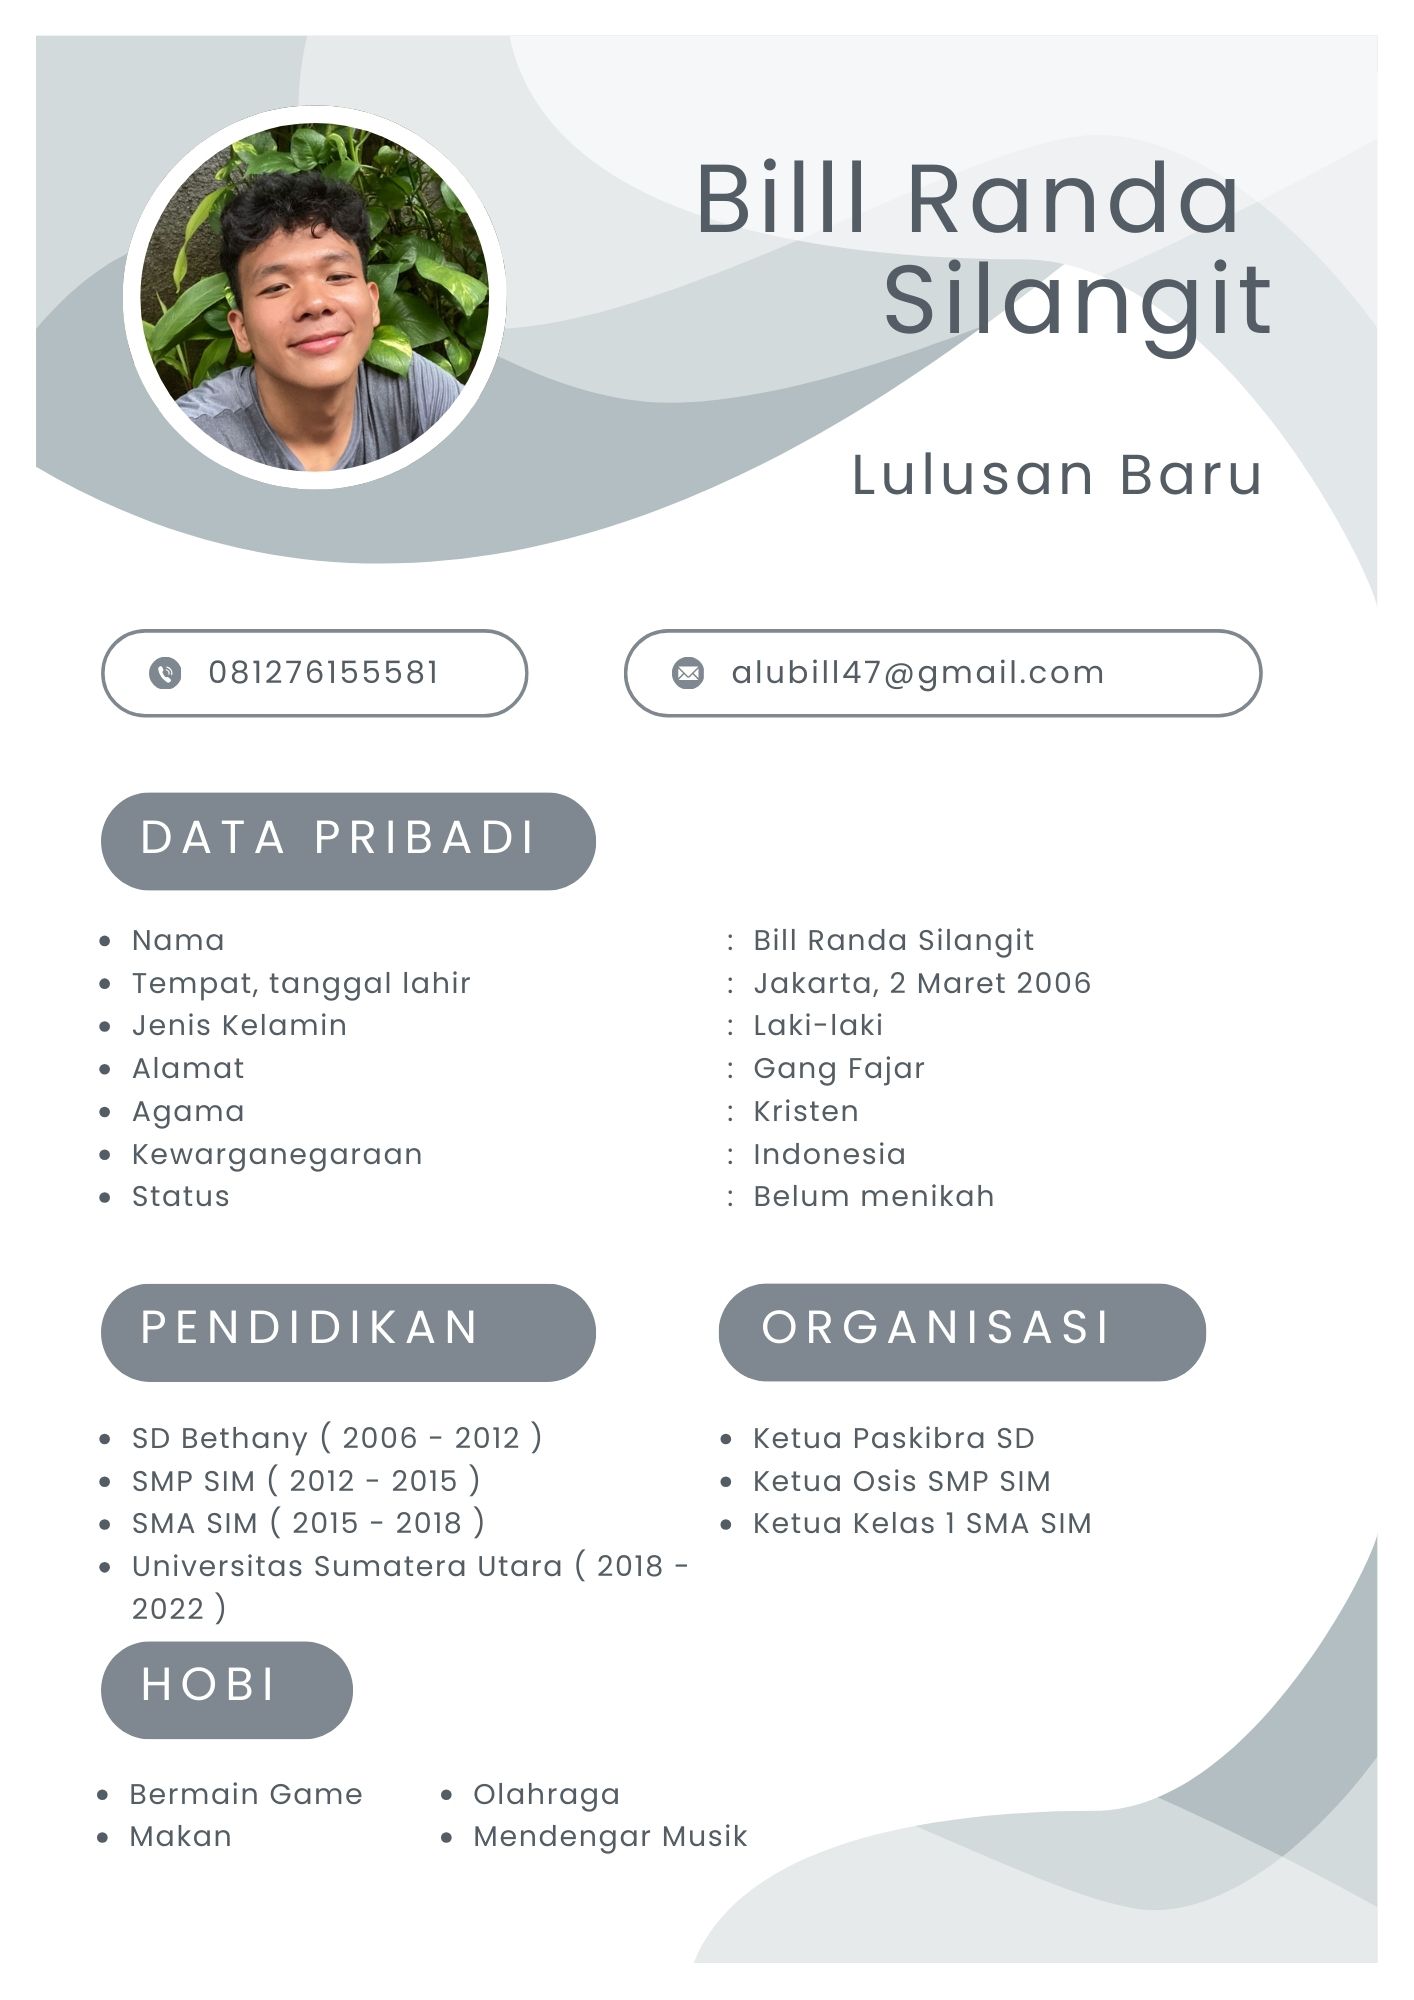 Billl Randa
Silangit
Lulusan Baru
081276155581
alubill47@gmail.com
DATA PRIBADI
Nama : Bill Randa Silangit
Tempat, tanggal lahir : Jakarta, 2 Maret 2006
Jenis Kelamin : Laki-laki
Alamat : Gang Fajar
Agama : Kristen
Kewarganegaraan : Indonesia
Status : Belum menikah
PENDIDIKAN
SD Bethany ( 2006 - 2012 )
SMP SIM ( 2012 - 2015 )
SMA SIM ( 2015 - 2018 )
Universitas Sumatera Utara ( 2018 -
2022 )
ORGANISASI
Ketua Paskibra SD
Ketua Osis SMP SIM
Ketua Kelas 1 SMA SIM
HOBI
Bermain Game
Makan
Olahraga
Mendengar Musik